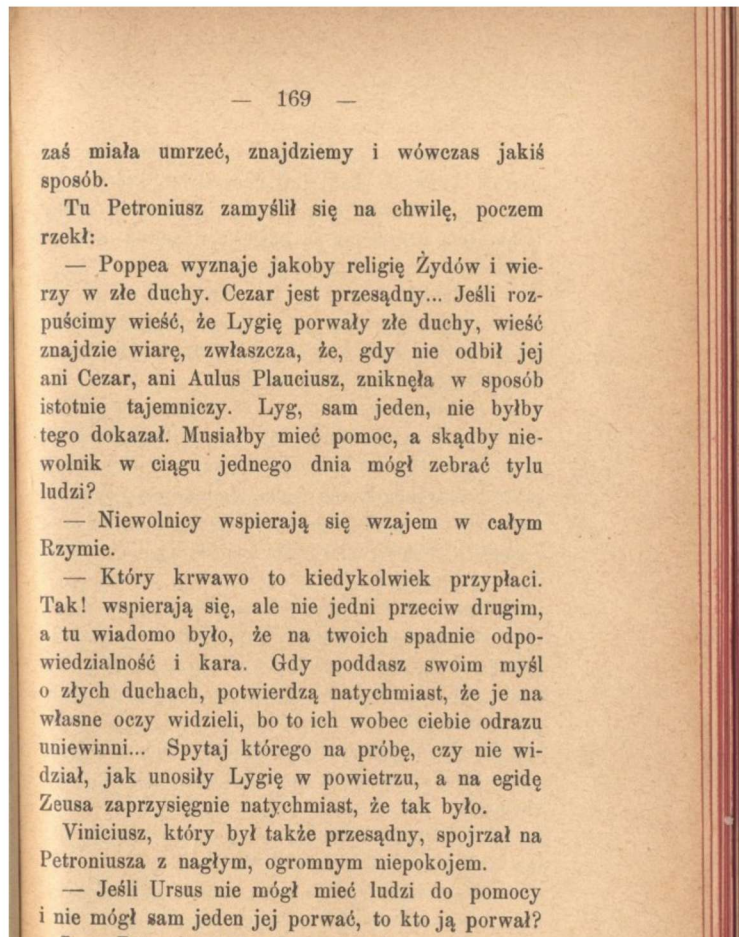 — 169 —
zaś miała umrzeć, znajdziemy i wówczas jakiś
sposób.
Tu Petroniusz zamyślił się na chwilę, poczem
rzekł:
— Poppea wyznaje jakoby religię Żydów i wie-
rzy w złe duchy. Cezar jest przesądny... Jeśli roz-
puścimy wieść, że Lygię porwały złe duchy, wieść
znajdzie wiarę, zwłaszcza, że, gdy nie odbił jej
ani Cezar, ani Aulus Plauciusz, zniknęła w sposób
istotnie tajemniczy. Lyg, sam jeden, nie byłby
tego dokazał. Musiałby mieć pomoc, a skądby nie-
wolnik w ciągu jednego dnia mógł zebrać tylu
ludzi?
— Niewolnicy wspierają się wzajem w całym
Rzymie.
— Który krwawo to kiedykolwiek przypłaci.
Tak! wspierają się, ale nie jedni przeciw drugim,
a tu wiadomo było, że na twoich spadnie odpo-
wiedzialność i kara. Gdy poddasz swoim myśl
o złych duchach, potwierdzą natychmiast, że je na
własne oczy widzieli, bo to ich wobec ciebie odrazu
uniewinni... Spytaj którego na próbę, czy nie wi-
dział, jak unosiły Lygię w powietrzu, a na egidę
Zeusa zaprzysięgnie natychmiast, że tak było.
Viniciusz, który był także przesądny, spojrzał na
Petroniusza z nagłym, ogromnym niepokojem.
— Jeśli Ursus nie mógł mieć ludzi do pomocy
i nie mógł sam jeden jej porwać, to kto ją porwał?